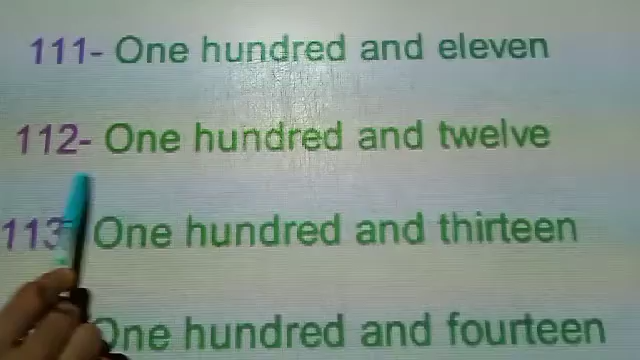 111- One hundred and eleven
112- One hundred and twelve
113 One hundred and thirteen
One hundred and fourteen